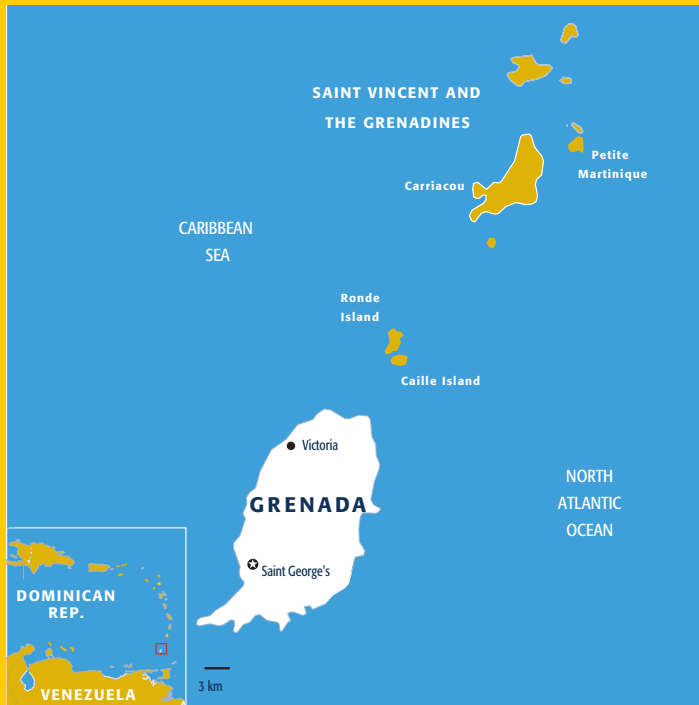 SAINT VINCENT AND
THE GRENADINES
Petite
Martinique
Carriacou
CARIBBEAN
SEA
Ronde
Island
Caille Island
Victoria
GRENADA
NORTH
ATLANTIC
OCEAN
Saint George's
DOMINICAN
REP.
VENEZUELA
3 km